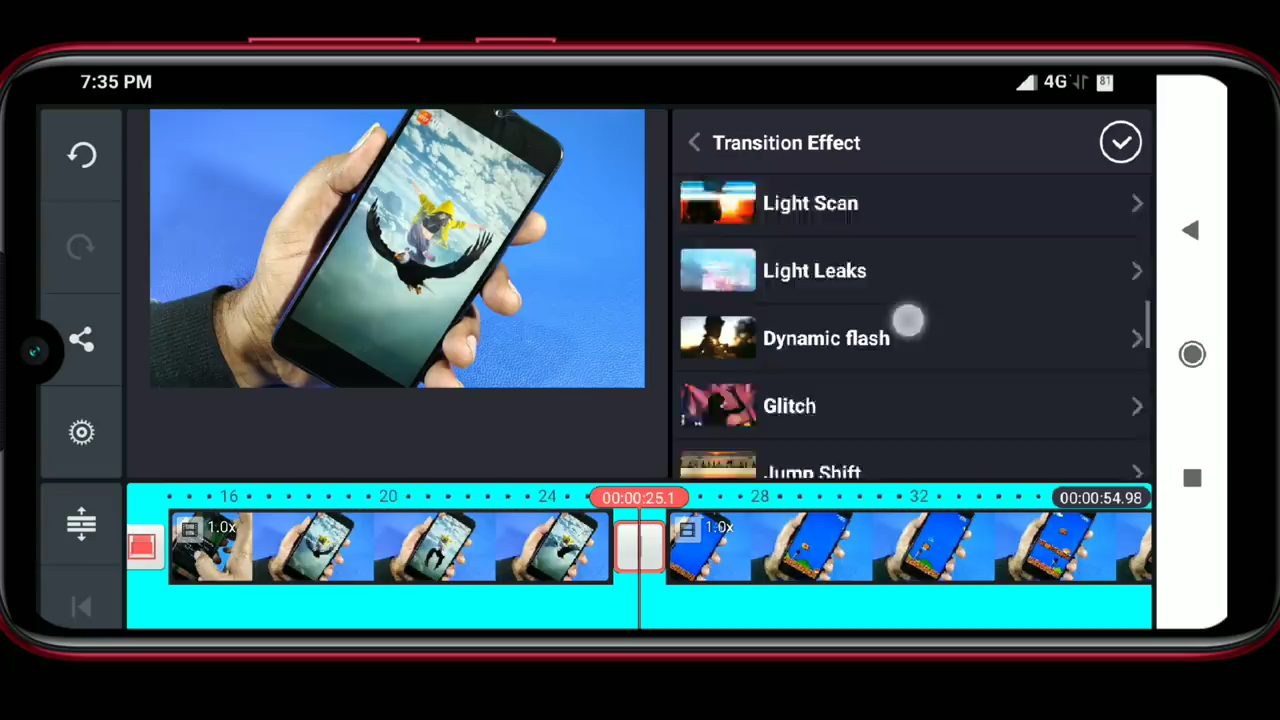 7:35 PM
4G
81
Transition Effect
Light Scan
Light Leaks
Dynamic flash
Glitch
Jump Shift
16
20
24
00:00:25.1
28
32
00:00:54.98
1.0x
1.0x